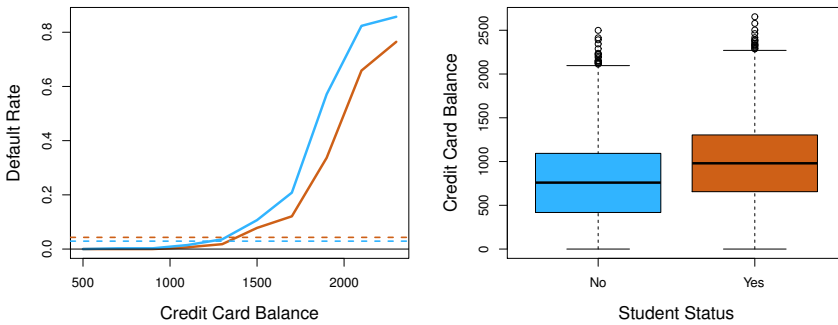 Default Rate
0.0
0.2
0.4
0.6
0.8
500
1000
1500
2000
Credit Card Balance
Credit Card Balance
0
500
1000
1500
2000
2500
No
Yes
Student Status